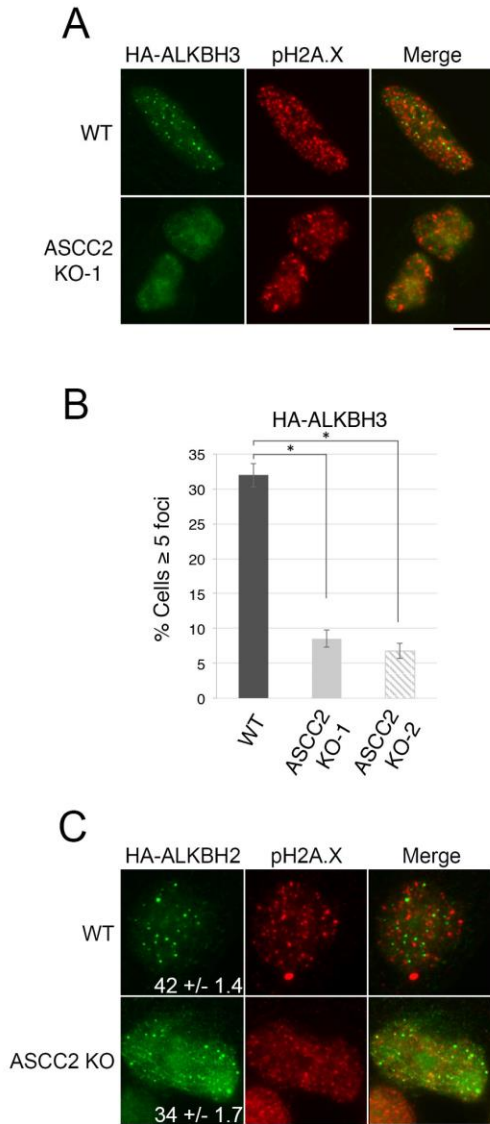 A
HA-ALKBH3 pH2A.X Merge
WT
ASCC2
KO-1
B
HA-ALKBH3
*
*
% Cells ≥ 5 foci
35
30
25
20
15
10
5
0
WT
ASCC2
KO-1
ASCC2
KO-2
C
HA-ALKBH2 pH2A.X Merge
WT
42 +/- 1.4
ASCC2 KO
34 +/- 1.7